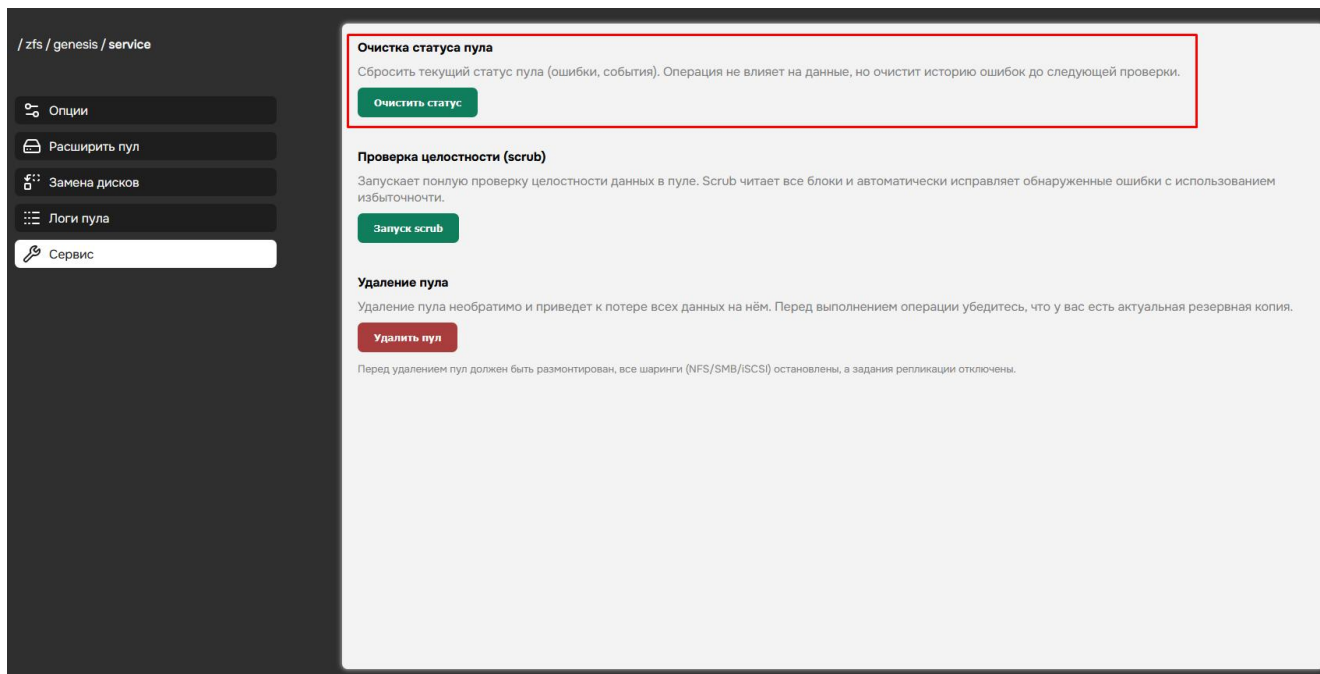 / zfs / genesis / service
Опции
Расширить пул
Замена дисков
Логи пула
Сервис
Очистка статуса пула
Сбросить текущий статус пула (ошибки, события). Операция не влияет на данные, но очистит историю ошибок до следующей проверки.
Очистить статус
Проверка целостности (scrub)
Запускает понлую проверку целостности данных в пуле. Scrub читает все блоки и автоматически исправляет обнаруженные ошибки с использованием
избыточночти.
Запуск scrub
Удаление пула
Удаление пула необратимо и приведет к потере всех данных на нём. Перед выполнением операции убедитесь, что у вас есть актуальная резервная копия.
Удалить пул
Перед удалением пул должен быть размонтирован, все шаринги (NFS/SMB/iSCSI) остановлены, а задания репликации отключены.